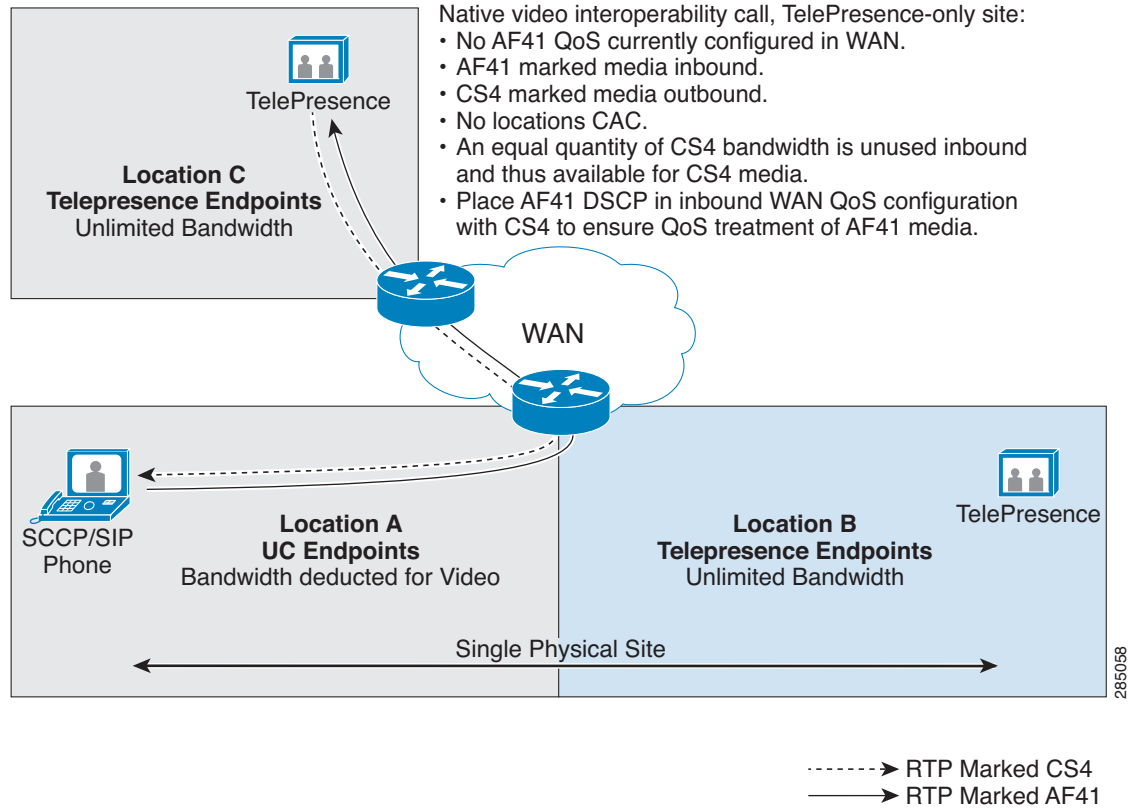 Native video interoperability call, TelePresence-only site:
• No AF41 QoS currently configured in WAN.
• AF41 marked media inbound.
• CS4 marked media outbound.
• No locations CAC.
• An equal quantity of CS4 bandwidth is unused inbound
and thus available for CS4 media.
• Place AF41 DSCP in inbound WAN QoS configuration
with CS4 to ensure QoS treatment of AF41 media.
TelePresence
Location C
Telepresence Endpoints
Unlimited Bandwidth
WAN
SCCP/SIP
Phone
Location A
UC Endpoints
Bandwidth deducted for Video
Location B
Telepresence Endpoints
Unlimited Bandwidth
TelePresence
Single Physical Site
285058
RTP Marked CS4
RTP Marked AF41